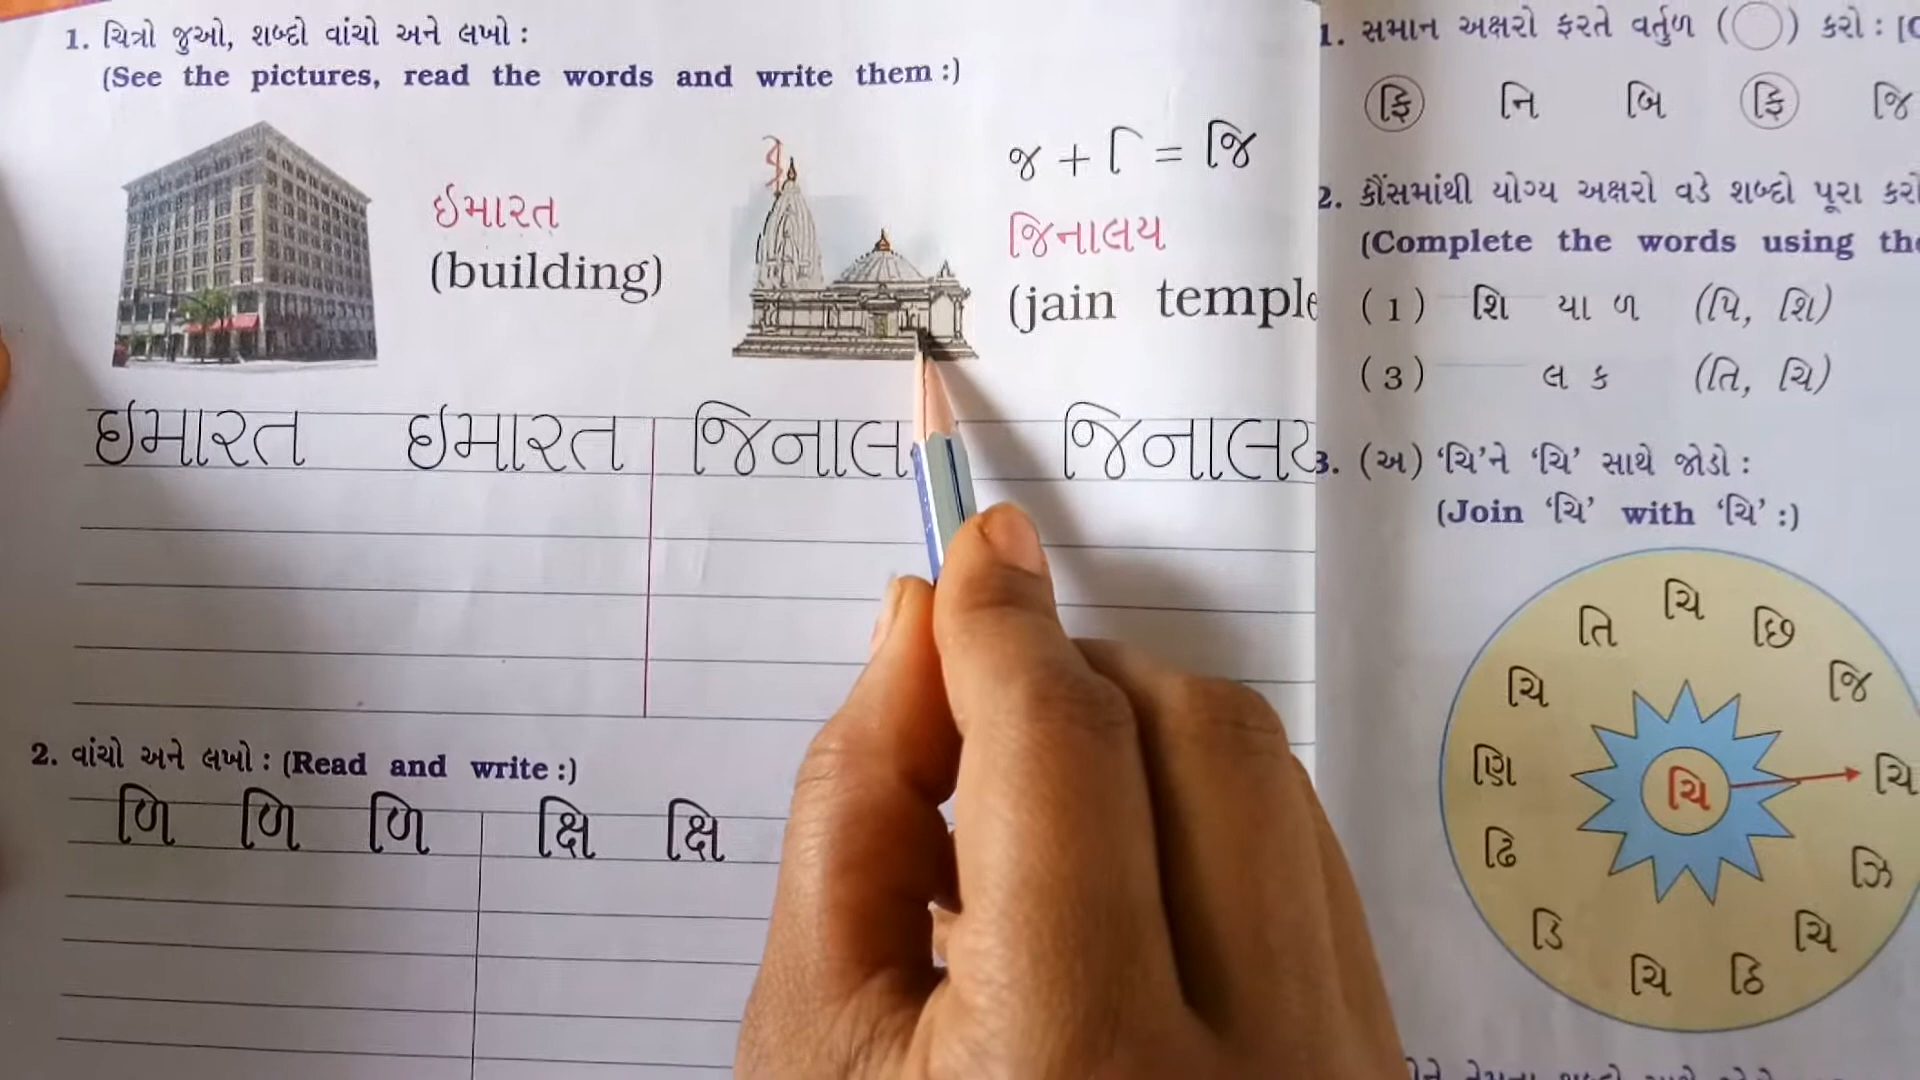 1. ચિત્રો જુઓ, શબ્દો વાંચો અને લખો :
(See the pictures, read the words and write them :)
ઇમારત
(building)
જ + િ = જિ
જિનાલય
(jain temple
ઇમારત ઇમારત જિનાલ જિનાલય
2. વાંચો અને લખો : (Read and write :)
ળિ ળિ ળિ ક્ષિ ક્ષિ
1. સમાન અક્ષરો ફરતે વર્તુળ (○) કરો :
ફિ નિ બિ ફિ જિ
2. કૌંસમાંથી યોગ્ય અક્ષરો વડે શબ્દો પૂરા કરો
(Complete the words using the
(1) શિ યા ળ (પિ, શિ)
(3) લ ક (તિ, ચિ)
3. (અ) ‘ચિ’ને ‘ચિ’ સાથે જોડો :
(Join ‘ચિ’ with ‘ચિ’ :)
ચિ
તિ છિ
ચિ જિ
ણિ ચિ ચિ
ઢિ ઝિ
ડિ ચિ
ચિ ઠિ